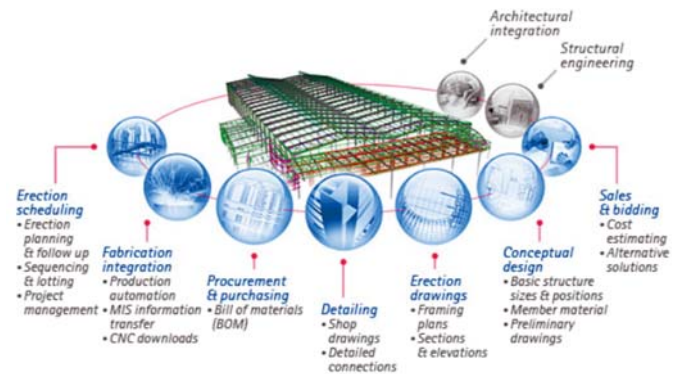 Architectural
integration
Structural
engineering
Erection
scheduling
• Erection
planning
& follow up
• Sequencing
& lotting
• Project
management
Fabrication
integration
• Production
automation
• MIS information
transfer
• CNC downloads
Procurement
& purchasing
• Bill of materials
(BOM)
Detailing
• Shop
drawings
• Detailed
connections
Erection
drawings
• Framing
plans
• Sections
& elevations
Conceptual
design
• Basic structure
sizes & positions
• Member material
• Preliminary
drawings
Sales
& bidding
• Cost
estimating
• Alternative
solutions